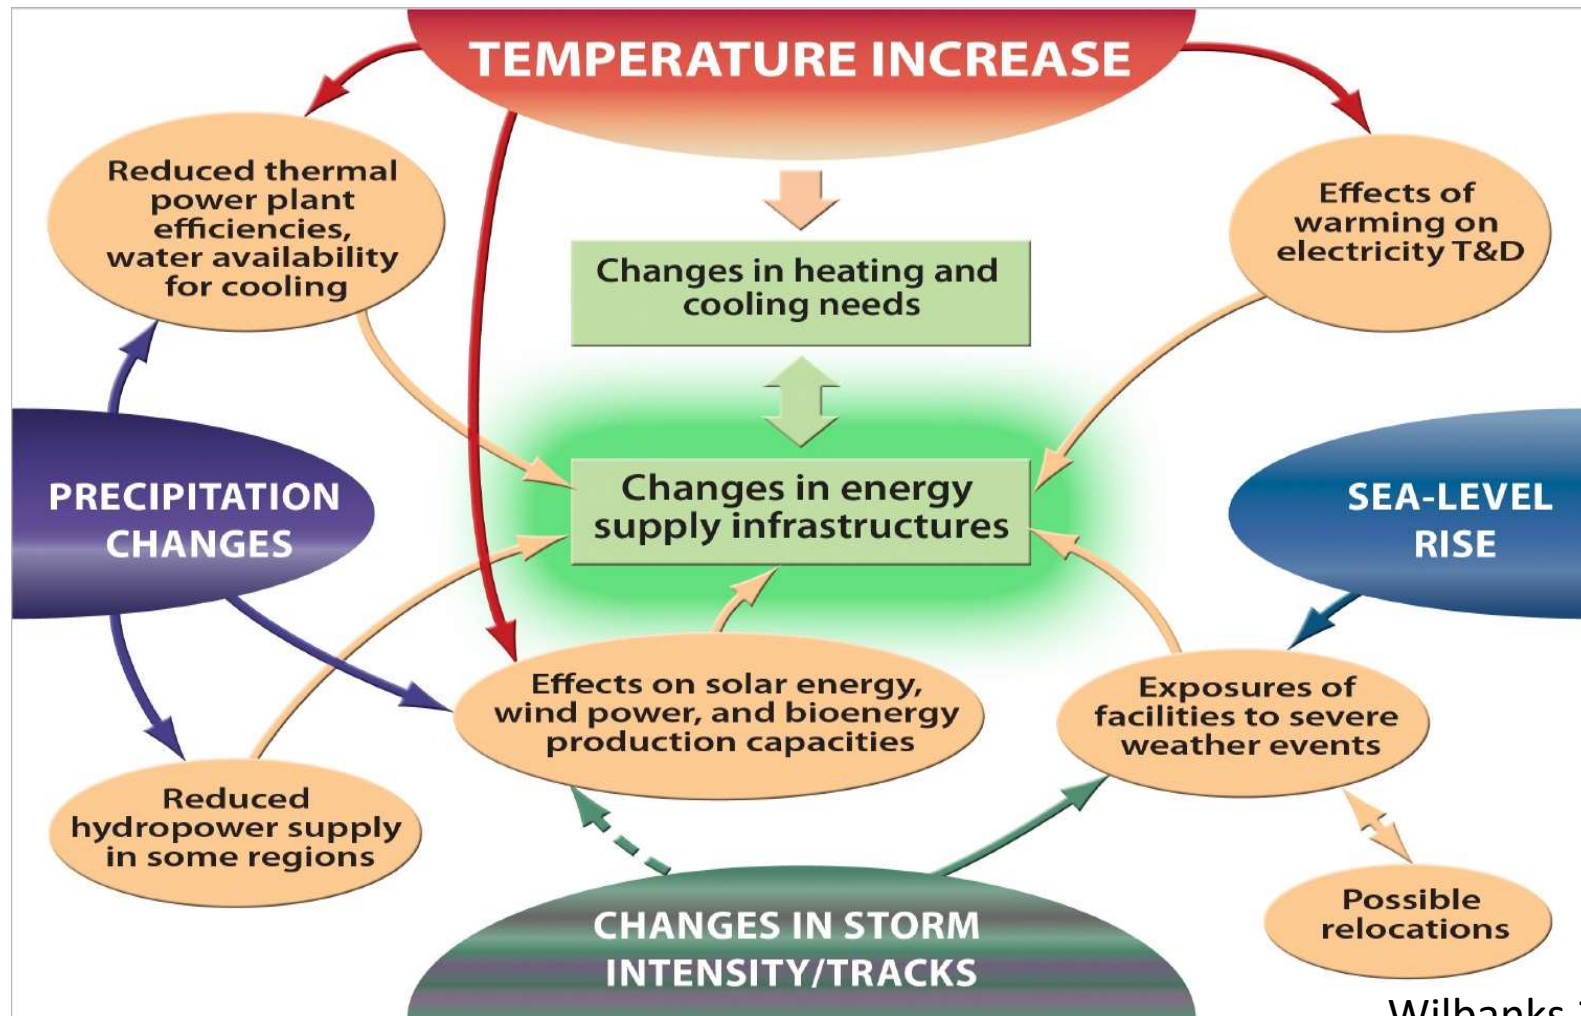 TEMPERATURE INCREASE
Reduced thermal
power plant
efficiencies,
water availability
for cooling
Effects of
warming on
electricity T&D
Changes in heating and
cooling needs
PRECIPITATION
CHANGES
Changes in energy
supply infrastructures
SEA-LEVEL
RISE
Effects on solar energy,
wind power, and bioenergy
production capacities
Exposures of
facilities to severe
weather events
Reduced
hydropower supply
in some regions
Possible
relocations
CHANGES IN STORM
INTENSITY/TRACKS
Wilbanks